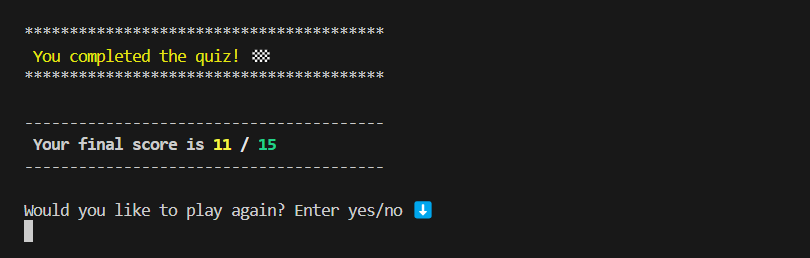 ****************************************
You completed the quiz! 🏁
****************************************
----------------------------------------
Your final score is 11 / 15
----------------------------------------
Would you like to play again? Enter yes/no ⬇️